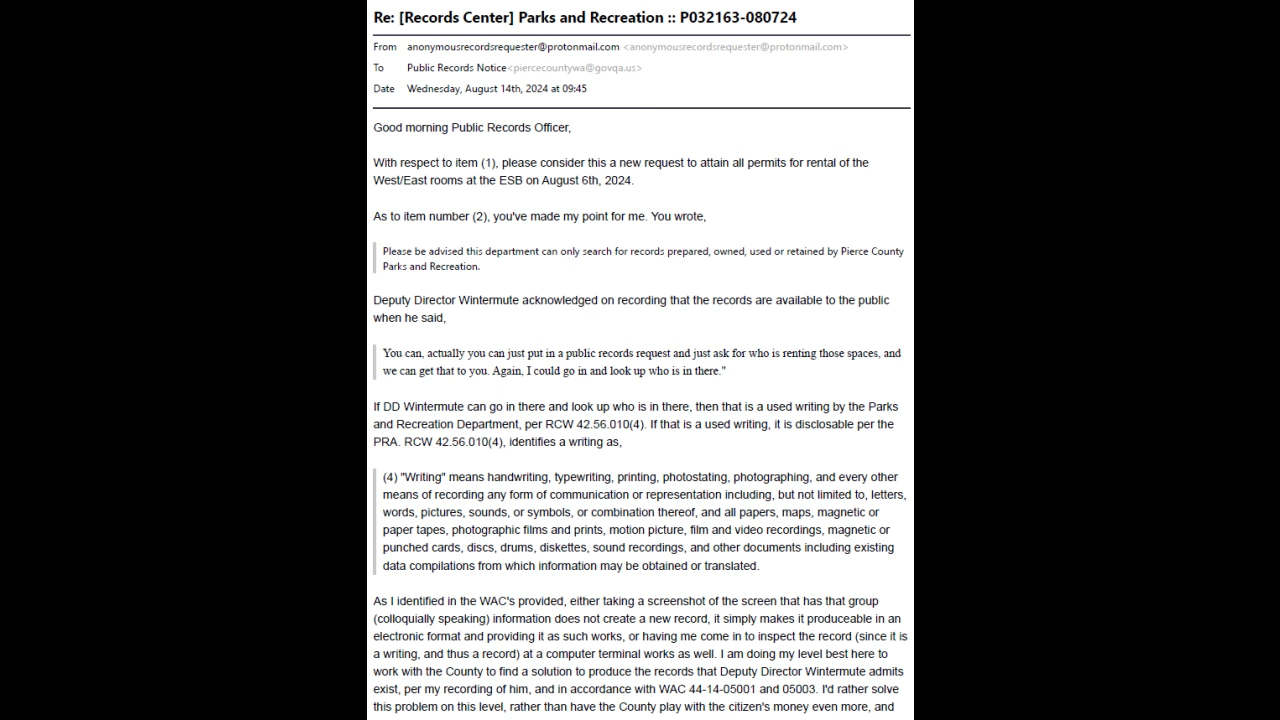 Re: [Records Center] Parks and Recreation :: P032163-080724
From anonymousrecordsrequester@protonmail.com <anonymousrecordsrequester@protonmail.com>
To Public Records Notice<piercecountywa@govqa.us>
Date Wednesday, August 14th, 2024 at 09:45
Good morning Public Records Officer,
With respect to item (1), please consider this a new request to attain all permits for rental of the
West/East rooms at the ESB on August 6th, 2024.
As to item number (2), you've made my point for me. You wrote,
Please be advised this department can only search for records prepared, owned, used or retained by Pierce County
Parks and Recreation.
Deputy Director Wintermute acknowledged on recording that the records are available to the public
when he said,
You can, actually you can just put in a public records request and just ask for who is renting those spaces, and
we can get that to you. Again, I could go in and look up who is in there."
If DD Wintermute can go in there and look up who is in there, then that is a used writing by the Parks
and Recreation Department, per RCW 42.56.010(4). If that is a used writing, it is disclosable per the
PRA. RCW 42.56.010(4), identifies a writing as,
(4) "Writing" means handwriting, typewriting, printing, photostating, photographing, and every other
means of recording any form of communication or representation including, but not limited to, letters,
words, pictures, sounds, or symbols, or combination thereof, and all papers, maps, magnetic or
paper tapes, photographic films and prints, motion picture, film and video recordings, magnetic or
punched cards, discs, drums, diskettes, sound recordings, and other documents including existing
data compilations from which information may be obtained or translated.
As I identified in the WAC's provided, either taking a screenshot of the screen that has that group
(colloquially speaking) information does not create a new record, it simply makes it produceable in an
electronic format and providing it as such works, or having me come in to inspect the record (since it is
a writing, and thus a record) at a computer terminal works as well. I am doing my level best here to
work with the County to find a solution to produce the records that Deputy Director Wintermute admits
exist, per my recording of him, and in accordance with WAC 44-14-05001 and 05003. I'd rather solve
this problem on this level, rather than have the County play with the citizen's money even more, and